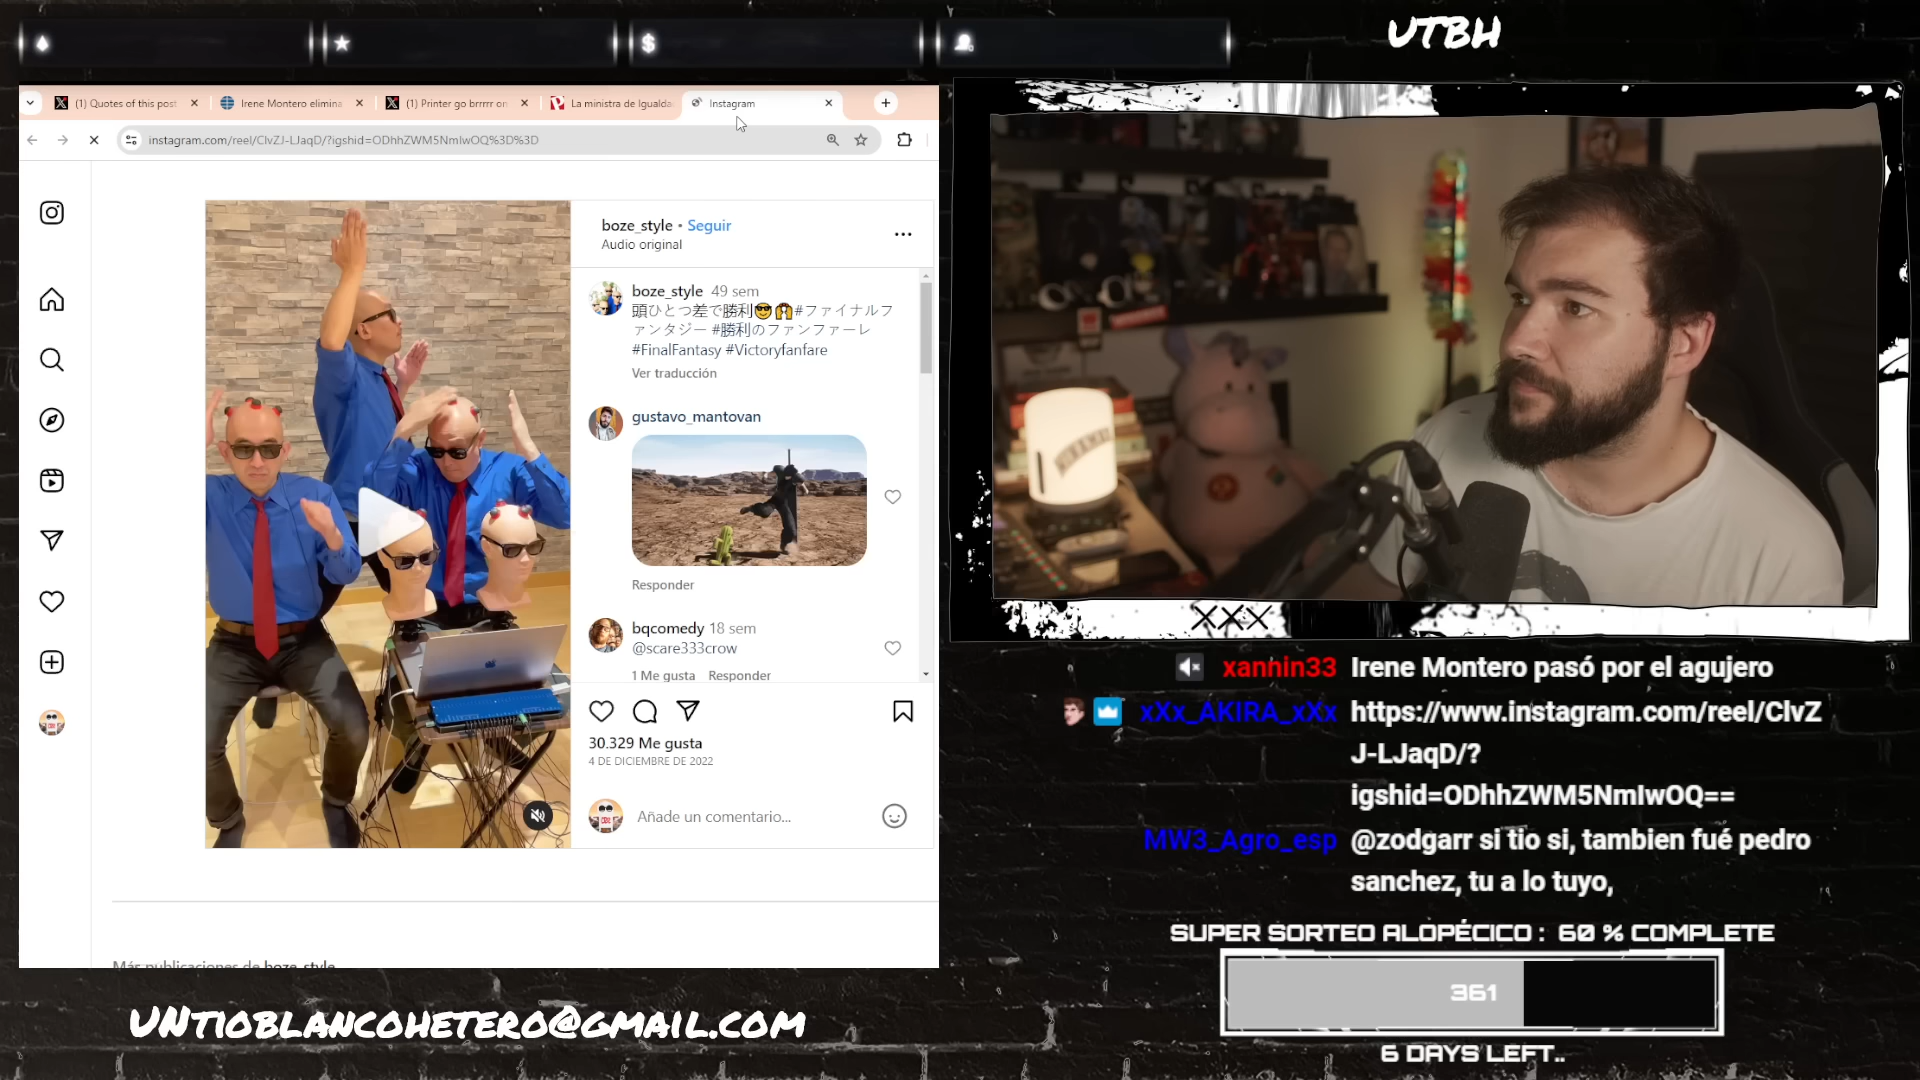 UTBH
(1) Quotes of this post
Irene Montero elimina
(1) Printer go brrrrr on
La ministra de Igualda
Instagram
instagram.com/reel/ClvZJ-LJaqD/?igshid=ODhhZWM5NmIwOQ%3D%3D
boze_style • Seguir
Audio original
boze_style 49 sem
頭ひとつ差で勝利😎🙌#ファイナルフ
ァンタジー #勝利のファンファーレ
#FinalFantasy #Victoryfanfare
Ver traducción
gustavo_mantovan
Responder
bqcomedy 18 sem
@scare333crow
1 Me gusta Responder
30.329 Me gusta
4 DE DICIEMBRE DE 2022
Añade un comentario...
Más publicaciones de boze_style
XXX
xanhin33 Irene Montero pasó por el agujero
xXx_AKIRA_xXx https://www.instagram.com/reel/ClvZ
J-LJaqD/?
igshid=ODhhZWM5NmIwOQ==
MW3_Agro_esp @zodgarr si tio si, tambien fué pedro
sanchez, tu a lo tuyo,
SUPER SORTEO ALOPÉCICO : 60 % COMPLETE
361
6 DAYS LEFT..
UNTIOBLANCOHETERO@GMAIL.COM